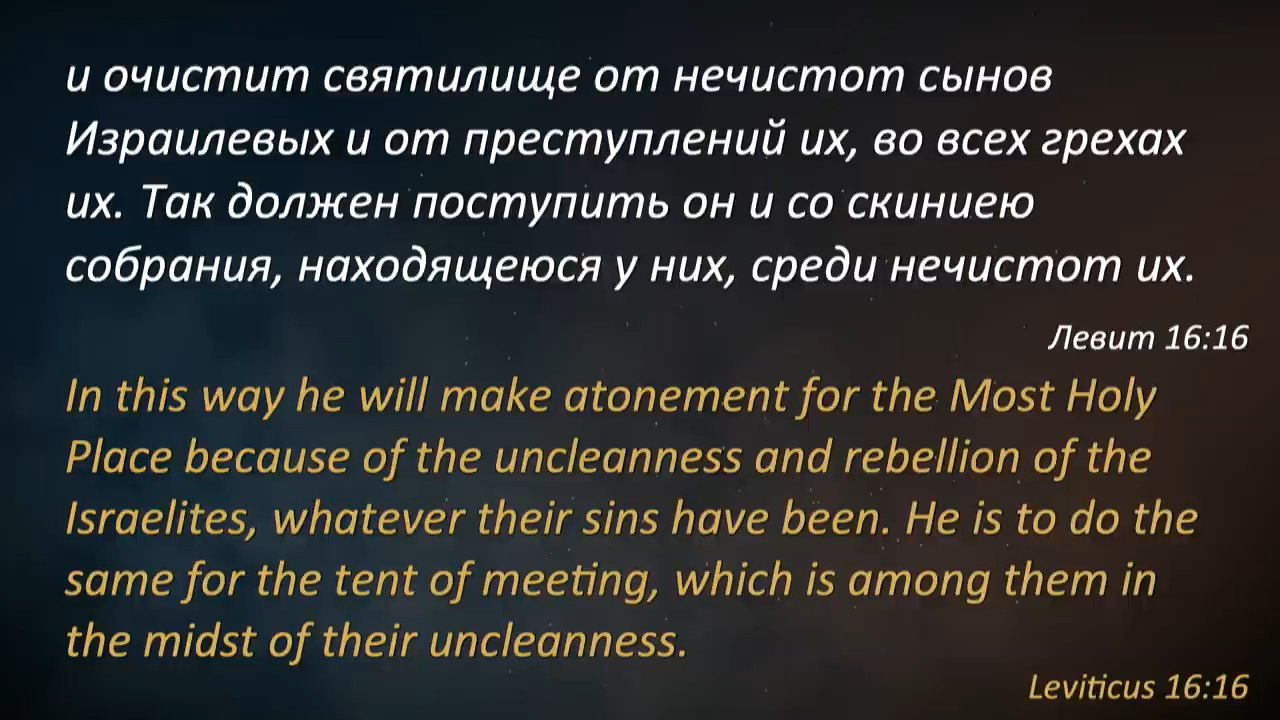 и очистит святилище от нечистот сынов
Израилевых и от преступлений их, во всех грехах
их. Так должен поступить он и со скиниею
собрания, находящеюся у них, среди нечистот их.
Левит 16:16
In this way he will make atonement for the Most Holy
Place because of the uncleanness and rebellion of the
Israelites, whatever their sins have been. He is to do the
same for the tent of meeting, which is among them in
the midst of their uncleanness.
Leviticus 16:16